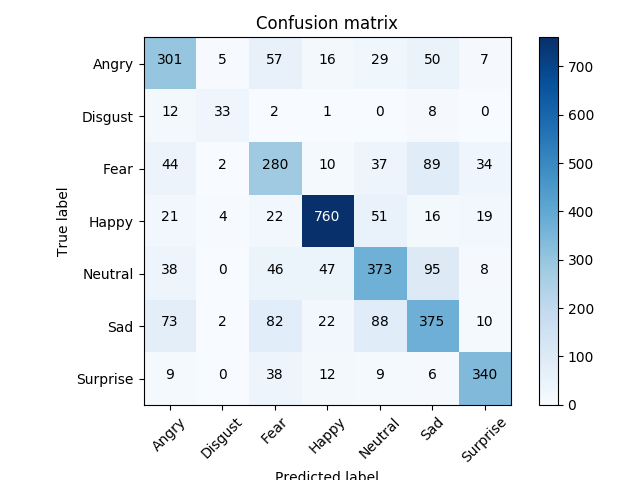 Confusion matrix
True label
Angry 301 5 57 16 29 50 7
Disgust 12 33 2 1 0 8 0
Fear 44 2 280 10 37 89 34
Happy 21 4 22 760 51 16 19
Neutral 38 0 46 47 373 95 8
Sad 73 2 82 22 88 375 10
Surprise 9 0 38 12 9 6 340
Angry Disgust Fear Happy Neutral Sad Surprise
Predicted label
700
600
500
400
300
200
100
0